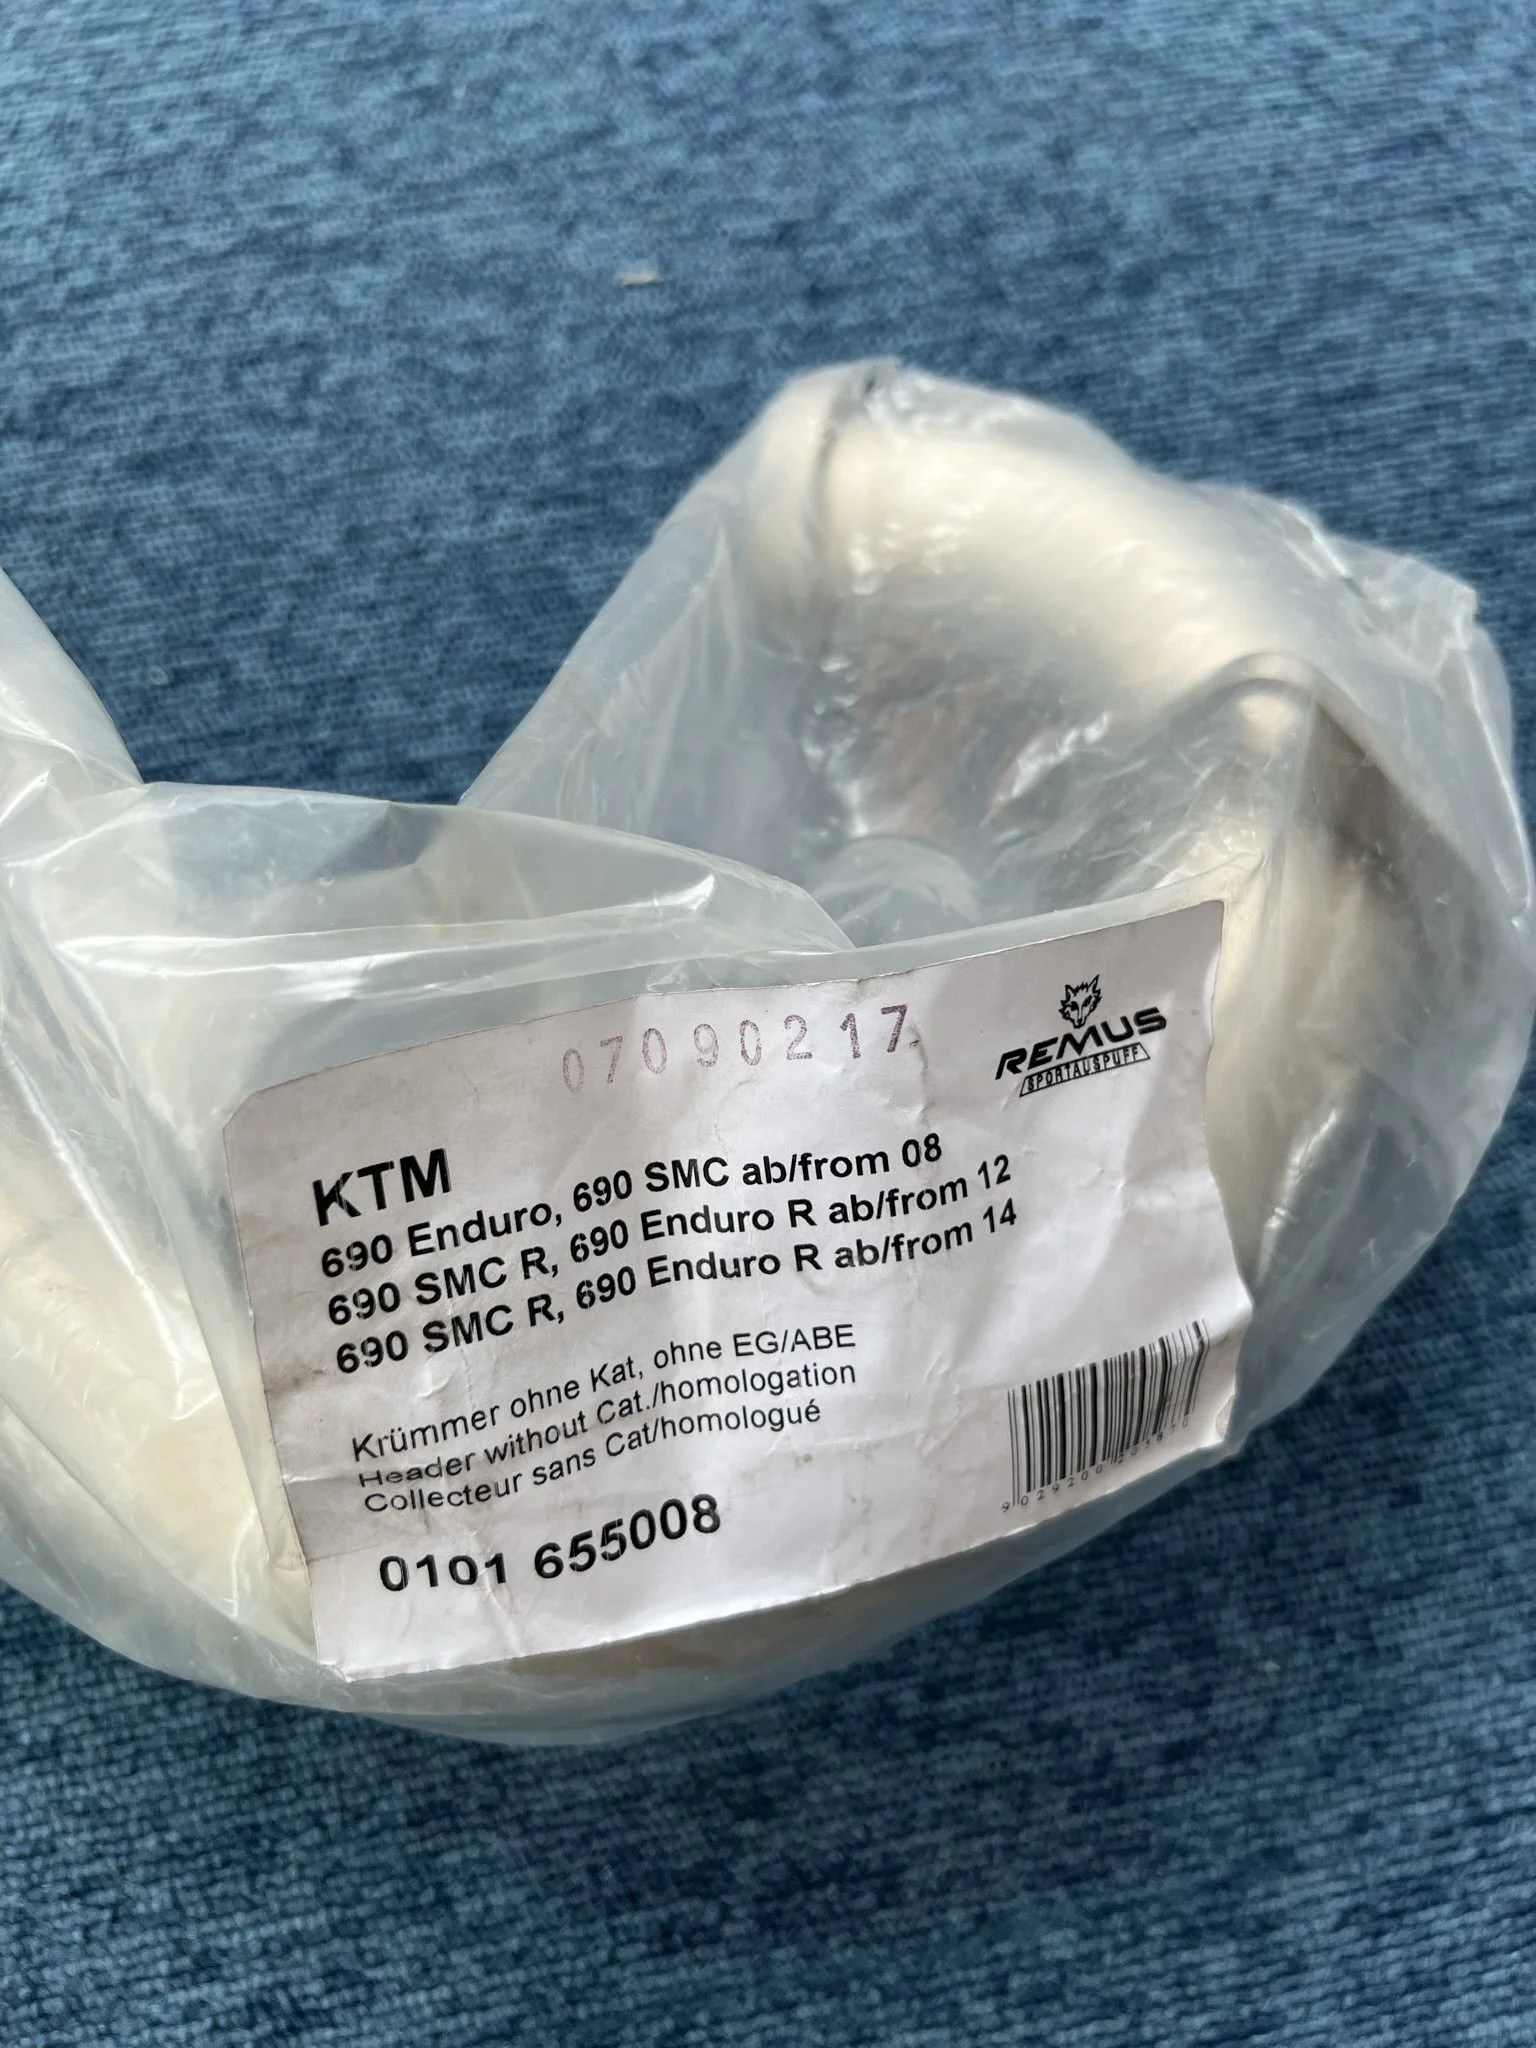 07090217
REMUS
SPORTAUSPUFF
KTM
690 Enduro, 690 SMC ab/from 08
690 SMC R, 690 Enduro R ab/from 12
690 SMC R, 690 Enduro R ab/from 14
Krümmer ohne Kat, ohne EG/ABE
Header without Cat./homologation
Collecteur sans Cat/homologué
0101 655008